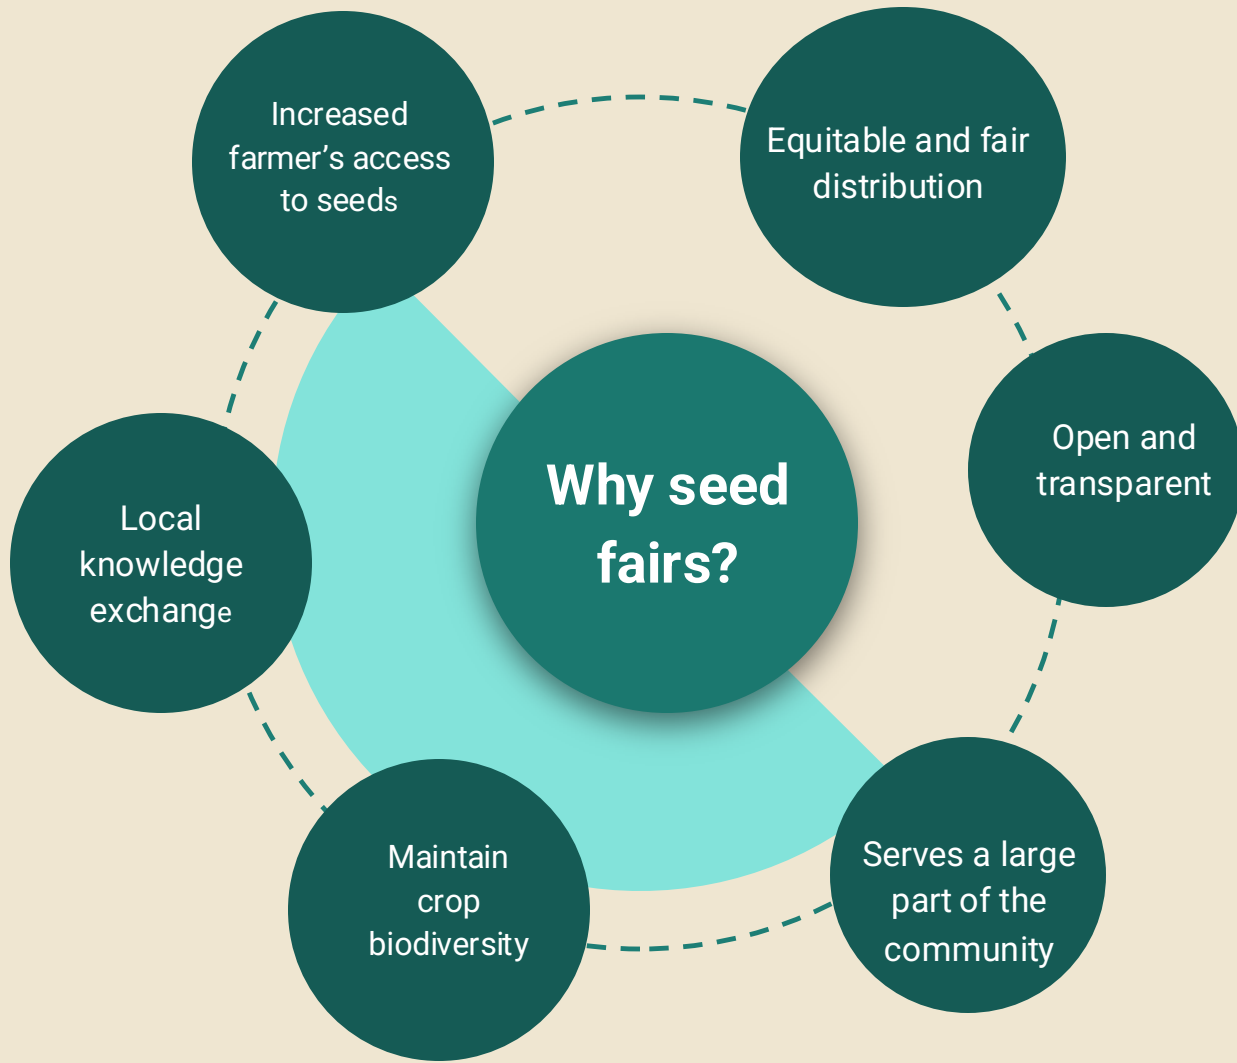 Increased
farmer’s access
to seeds
Equitable and fair
distribution
Open and
transparent
Why seed
fairs?
Local
knowledge
exchange
Maintain
crop
biodiversity
Serves a large
part of the
community